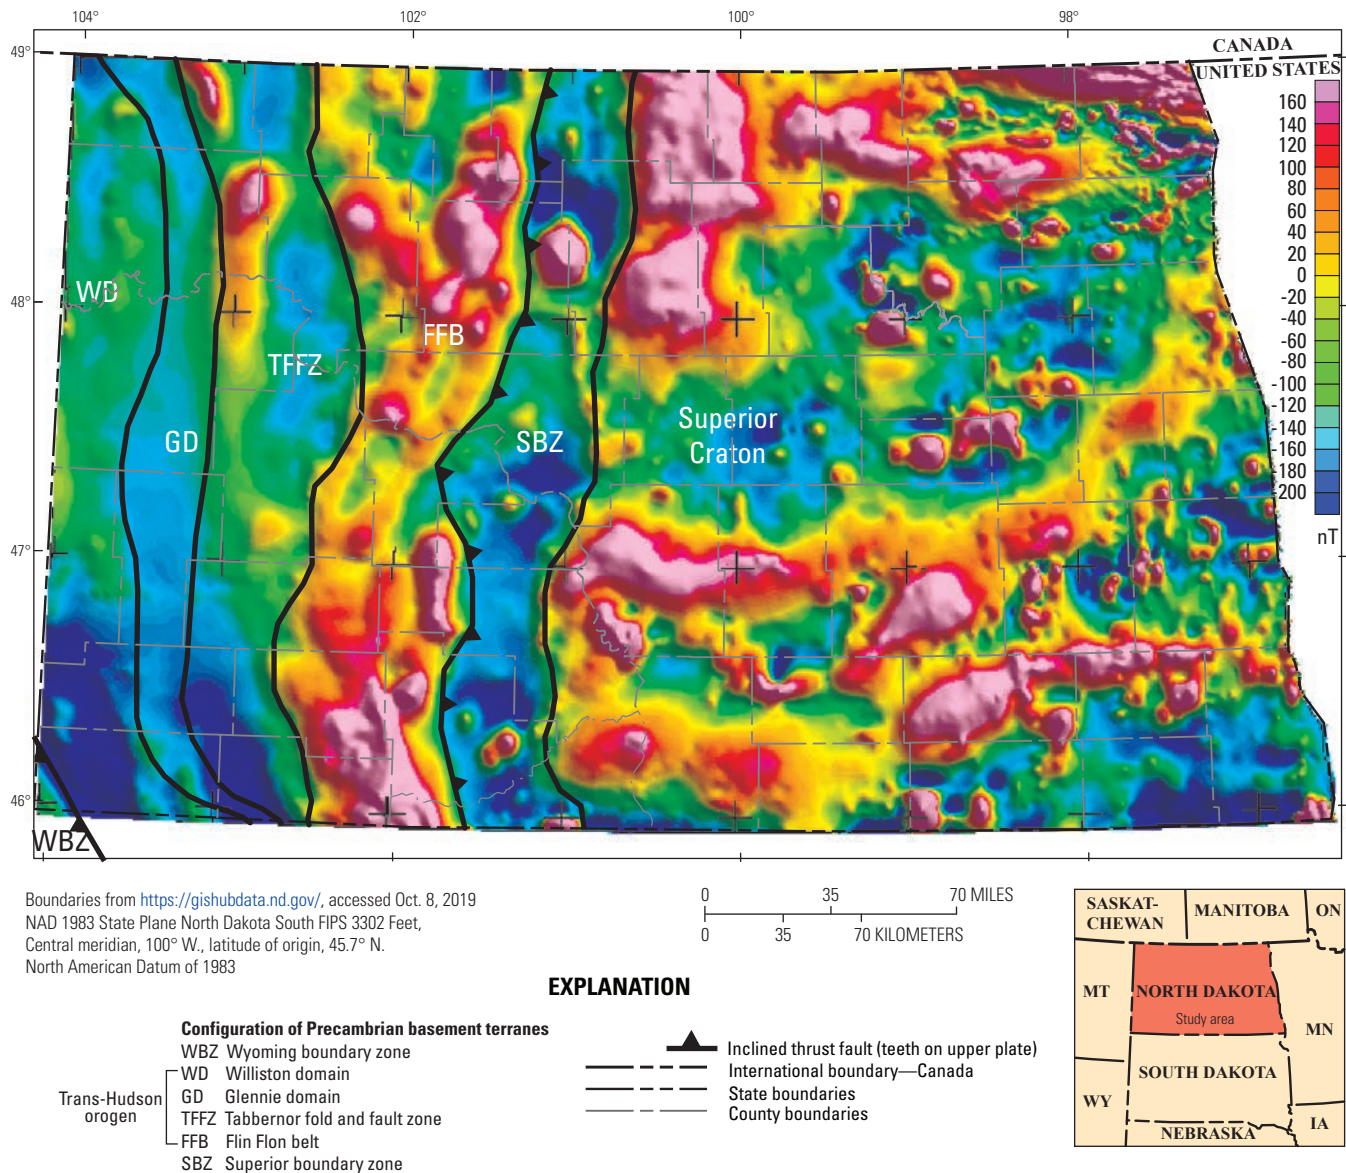 104°
102°
100°
98°
49°
48°
47°
46°
CANADA
UNITED STATES
160
140
120
100
80
60
40
20
0
-20
-40
-60
-80
-100
-120
-140
-160
-180
-200
nT
WD
GD
TFFZ
FFB
SBZ
Superior
Craton
WBZ
Boundaries from https://gishubdata.nd.gov/, accessed Oct. 8, 2019
NAD 1983 State Plane North Dakota South FIPS 3302 Feet,
Central meridian, 100° W., latitude of origin, 45.7° N.
North American Datum of 1983
0 35 70 MILES
0 35 70 KILOMETERS
EXPLANATION
Configuration of Precambrian basement terranes
WBZ Wyoming boundary zone
Trans-Hudson
orogen
WD Williston domain
GD Glennie domain
TFFZ Tabbernor fold and fault zone
FFB Flin Flon belt
SBZ Superior boundary zone
Inclined thrust fault (teeth on upper plate)
International boundary—Canada
State boundaries
County boundaries
SASKAT-
CHEWAN
MANITOBA
ON
MT
NORTH DAKOTA
Study area
MN
SOUTH DAKOTA
WY
NEBRASKA
IA